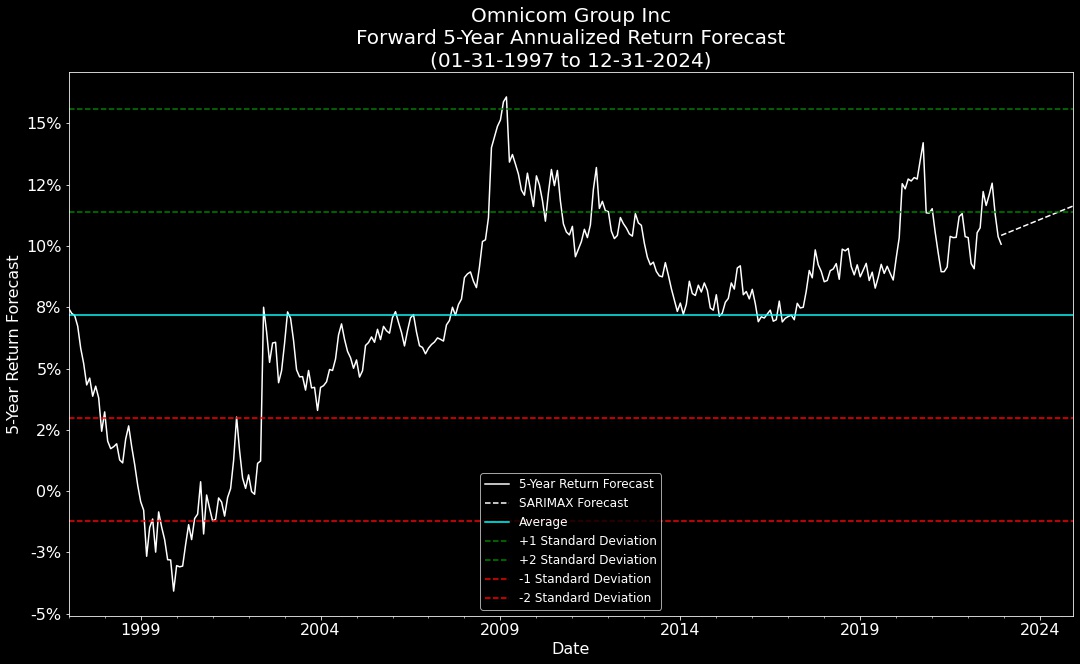 Omnicom Group Inc
Forward 5-Year Annualized Return Forecast
(01-31-1997 to 12-31-2024)
5-Year Return Forecast
15%
12%
10%
8%
5%
2%
0%
-3%
-5%
5-Year Return Forecast
SARIMAX Forecast
Average
+1 Standard Deviation
+2 Standard Deviation
-1 Standard Deviation
-2 Standard Deviation
1999
2004
2009
2014
2019
2024
Date